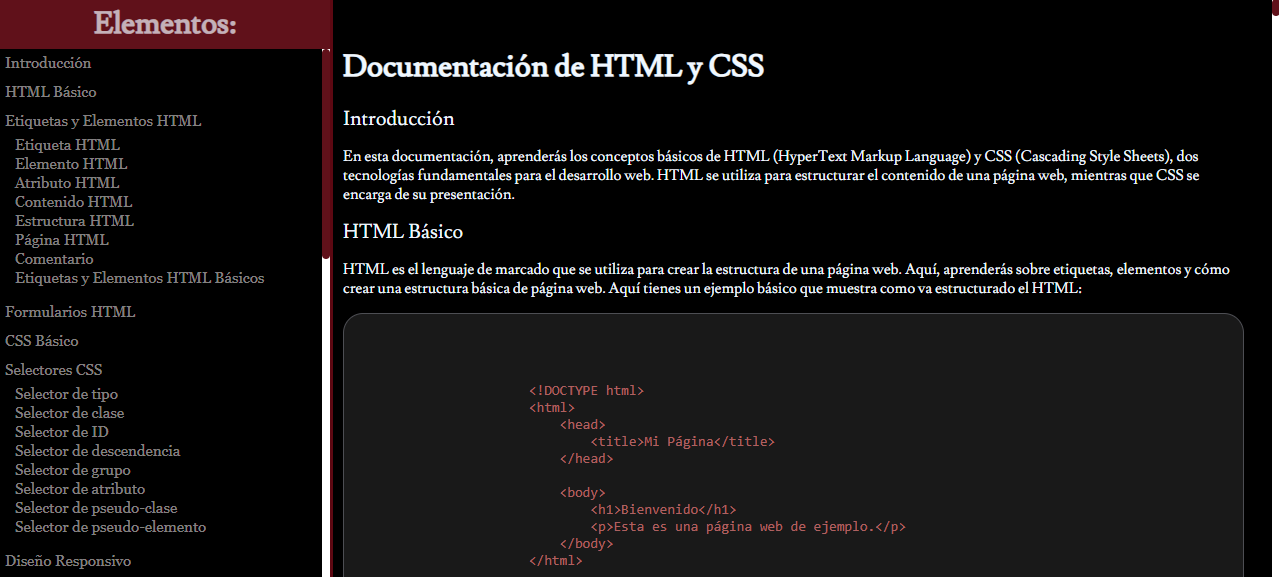 Elementos:
Introducción
HTML Básico
Etiquetas y Elementos HTML
Etiqueta HTML
Elemento HTML
Atributo HTML
Contenido HTML
Estructura HTML
Página HTML
Comentario
Etiquetas y Elementos HTML Básicos
Formularios HTML
CSS Básico
Selectores CSS
Selector de tipo
Selector de clase
Selector de ID
Selector de descendencia
Selector de grupo
Selector de atributo
Selector de pseudo-clase
Selector de pseudo-elemento
Diseño Responsivo
Documentación de HTML y CSS
Introducción
En esta documentación, aprenderás los conceptos básicos de HTML (HyperText Markup Language) y CSS (Cascading Style Sheets), dos
tecnologías fundamentales para el desarrollo web. HTML se utiliza para estructurar el contenido de una página web, mientras que CSS se
encarga de su presentación.
HTML Básico
HTML es el lenguaje de marcado que se utiliza para crear la estructura de una página web. Aquí, aprenderás sobre etiquetas, elementos y cómo
crear una estructura básica de página web. Aquí tienes un ejemplo básico que muestra como va estructurado el HTML:
<!DOCTYPE html>
<html>
    <head>
        <title>Mi Página</title>
    </head>
    <body>
        <h1>Bienvenido</h1>
        <p>Esta es una página web de ejemplo.</p>
    </body>
</html>